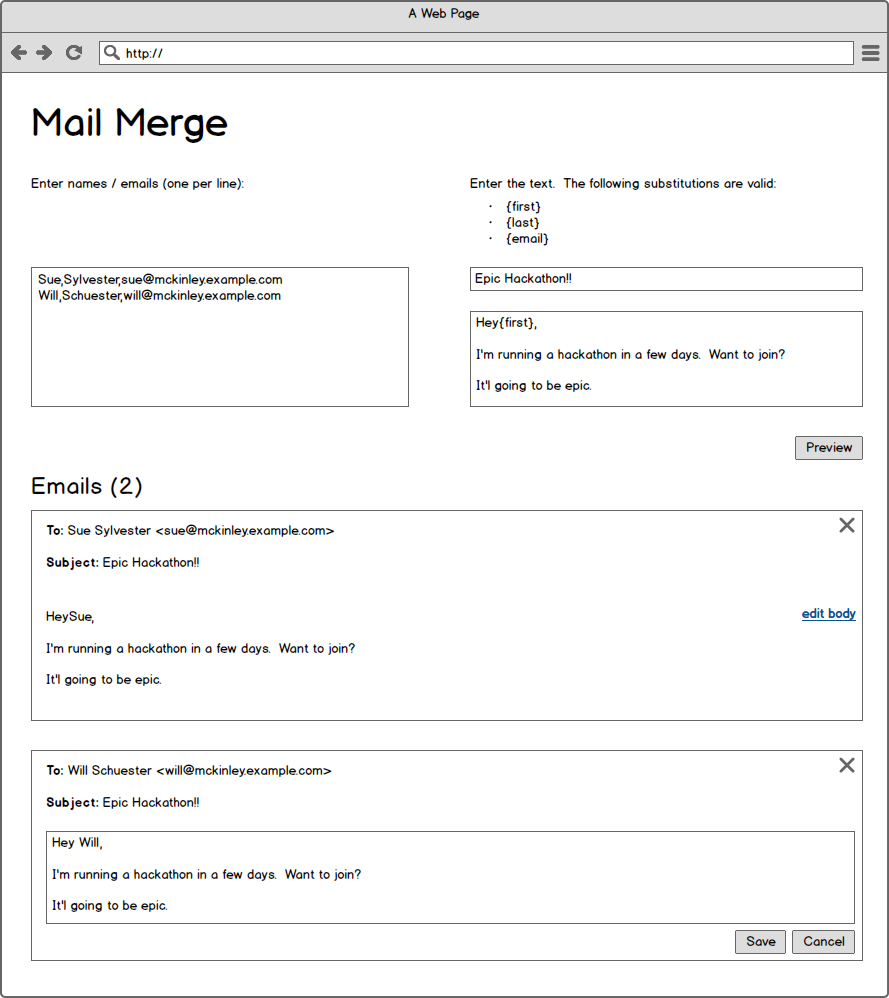 A Web Page
http://
Mail Merge
Enter names / emails (one per line):
Sue,Sylvester,sue@mckinley.example.com
Will,Schuester,will@mckinley.example.com
Enter the text.  The following substitutions are valid:
· {first}
· {last}
· {email}
Epic Hackathon!!
Hey{first},
I'm running a hackathon in a few days.  Want to join?
It'l going to be epic.
Preview
Emails (2)
To: Sue Sylvester <sue@mckinley.example.com>
Subject: Epic Hackathon!!
HeySue,
edit body
I'm running a hackathon in a few days.  Want to join?
It'l going to be epic.
To: Will Schuester <will@mckinley.example.com>
Subject: Epic Hackathon!!
Hey Will,
I'm running a hackathon in a few days.  Want to join?
It'l going to be epic.
Save Cancel